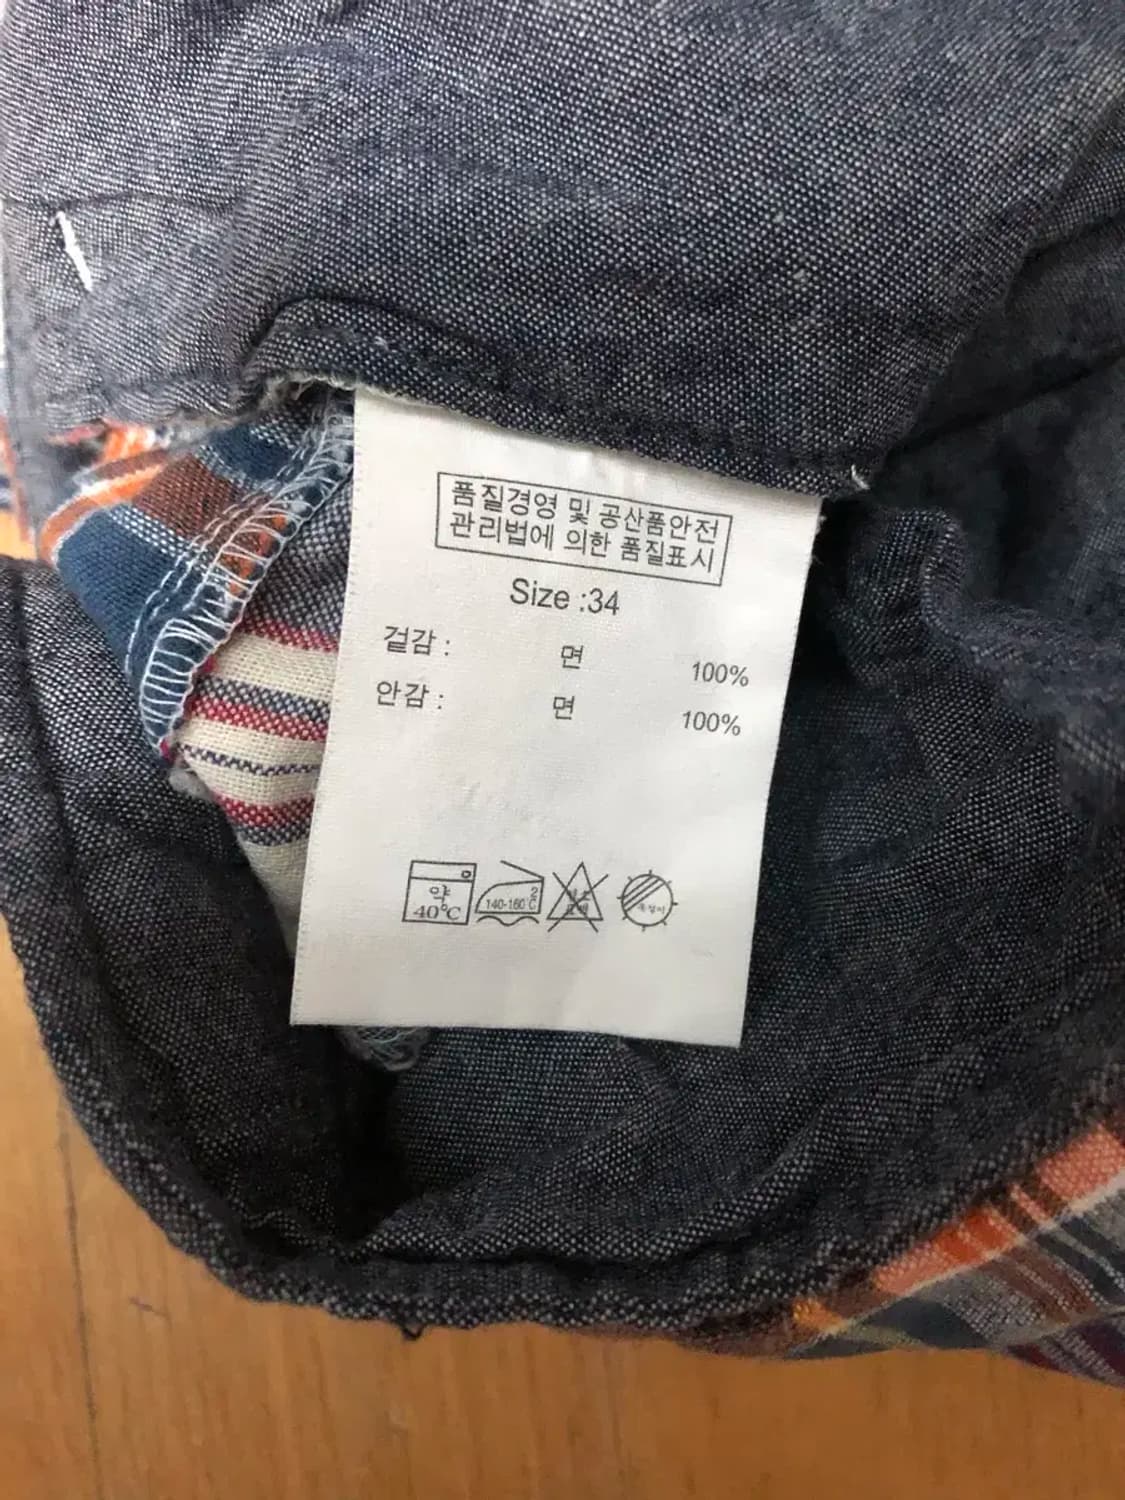 품질경영 및 공산품안전
관리법에 의한 품질표시
Size :34
겉감 : 면 100%
안감 : 면 100%
약 40℃
140-160℃ 2